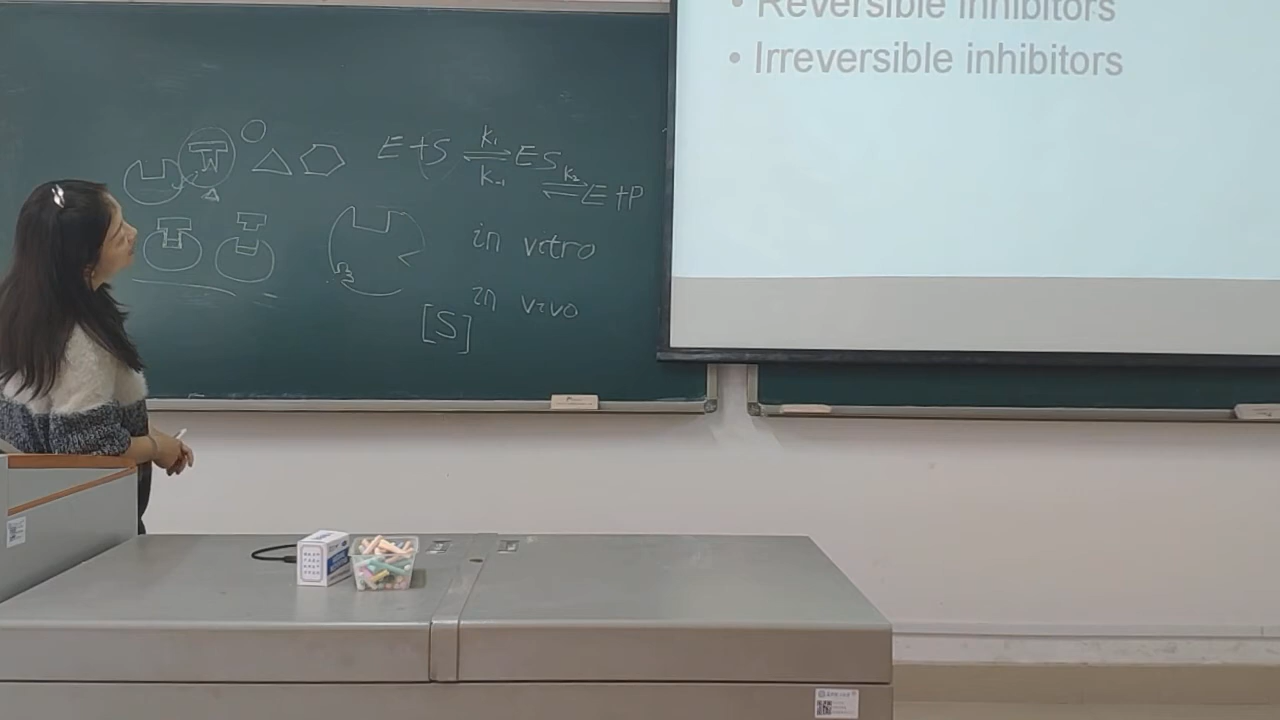 • Reversible inhibitors
• Irreversible inhibitors
E+S k₁ k₋₁ ES k₂ E+P
in vitro
in vivo
[S]